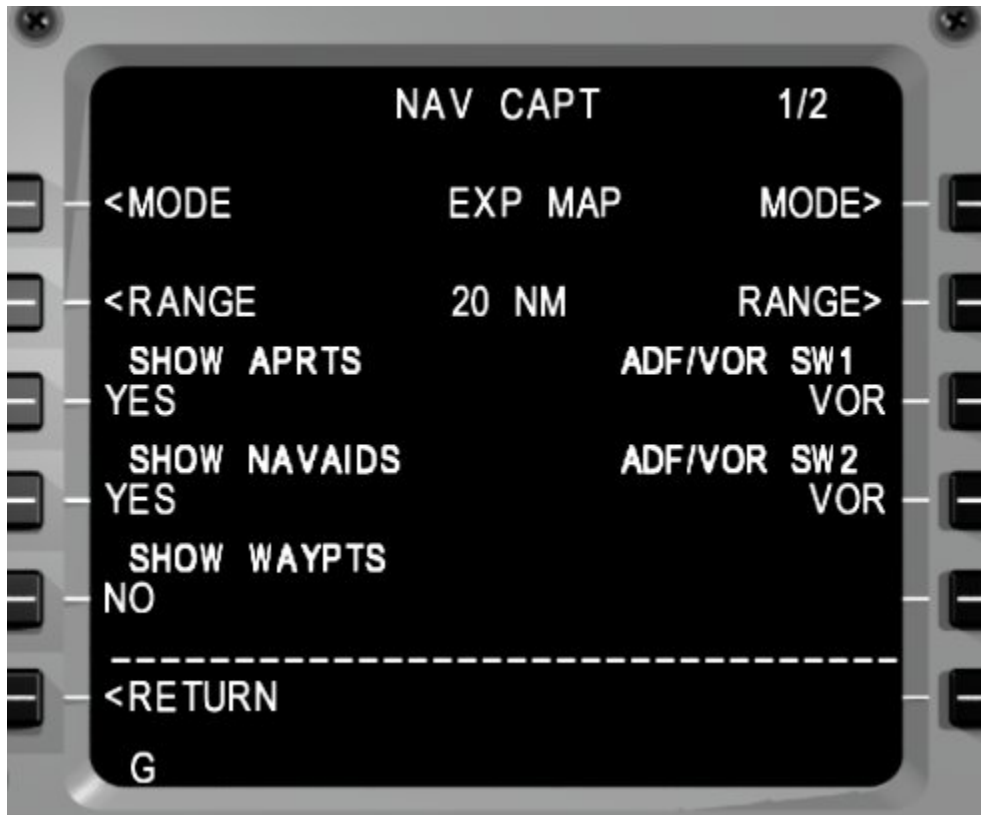 NAV CAPT 1/2
<MODE EXP MAP MODE>
<RANGE 20 NM RANGE>
SHOW APRTS ADF/VOR SW1
YES VOR
SHOW NAVAIDS ADF/VOR SW2
YES VOR
SHOW WAYPTS
NO
--------------------------------
<RETURN
G